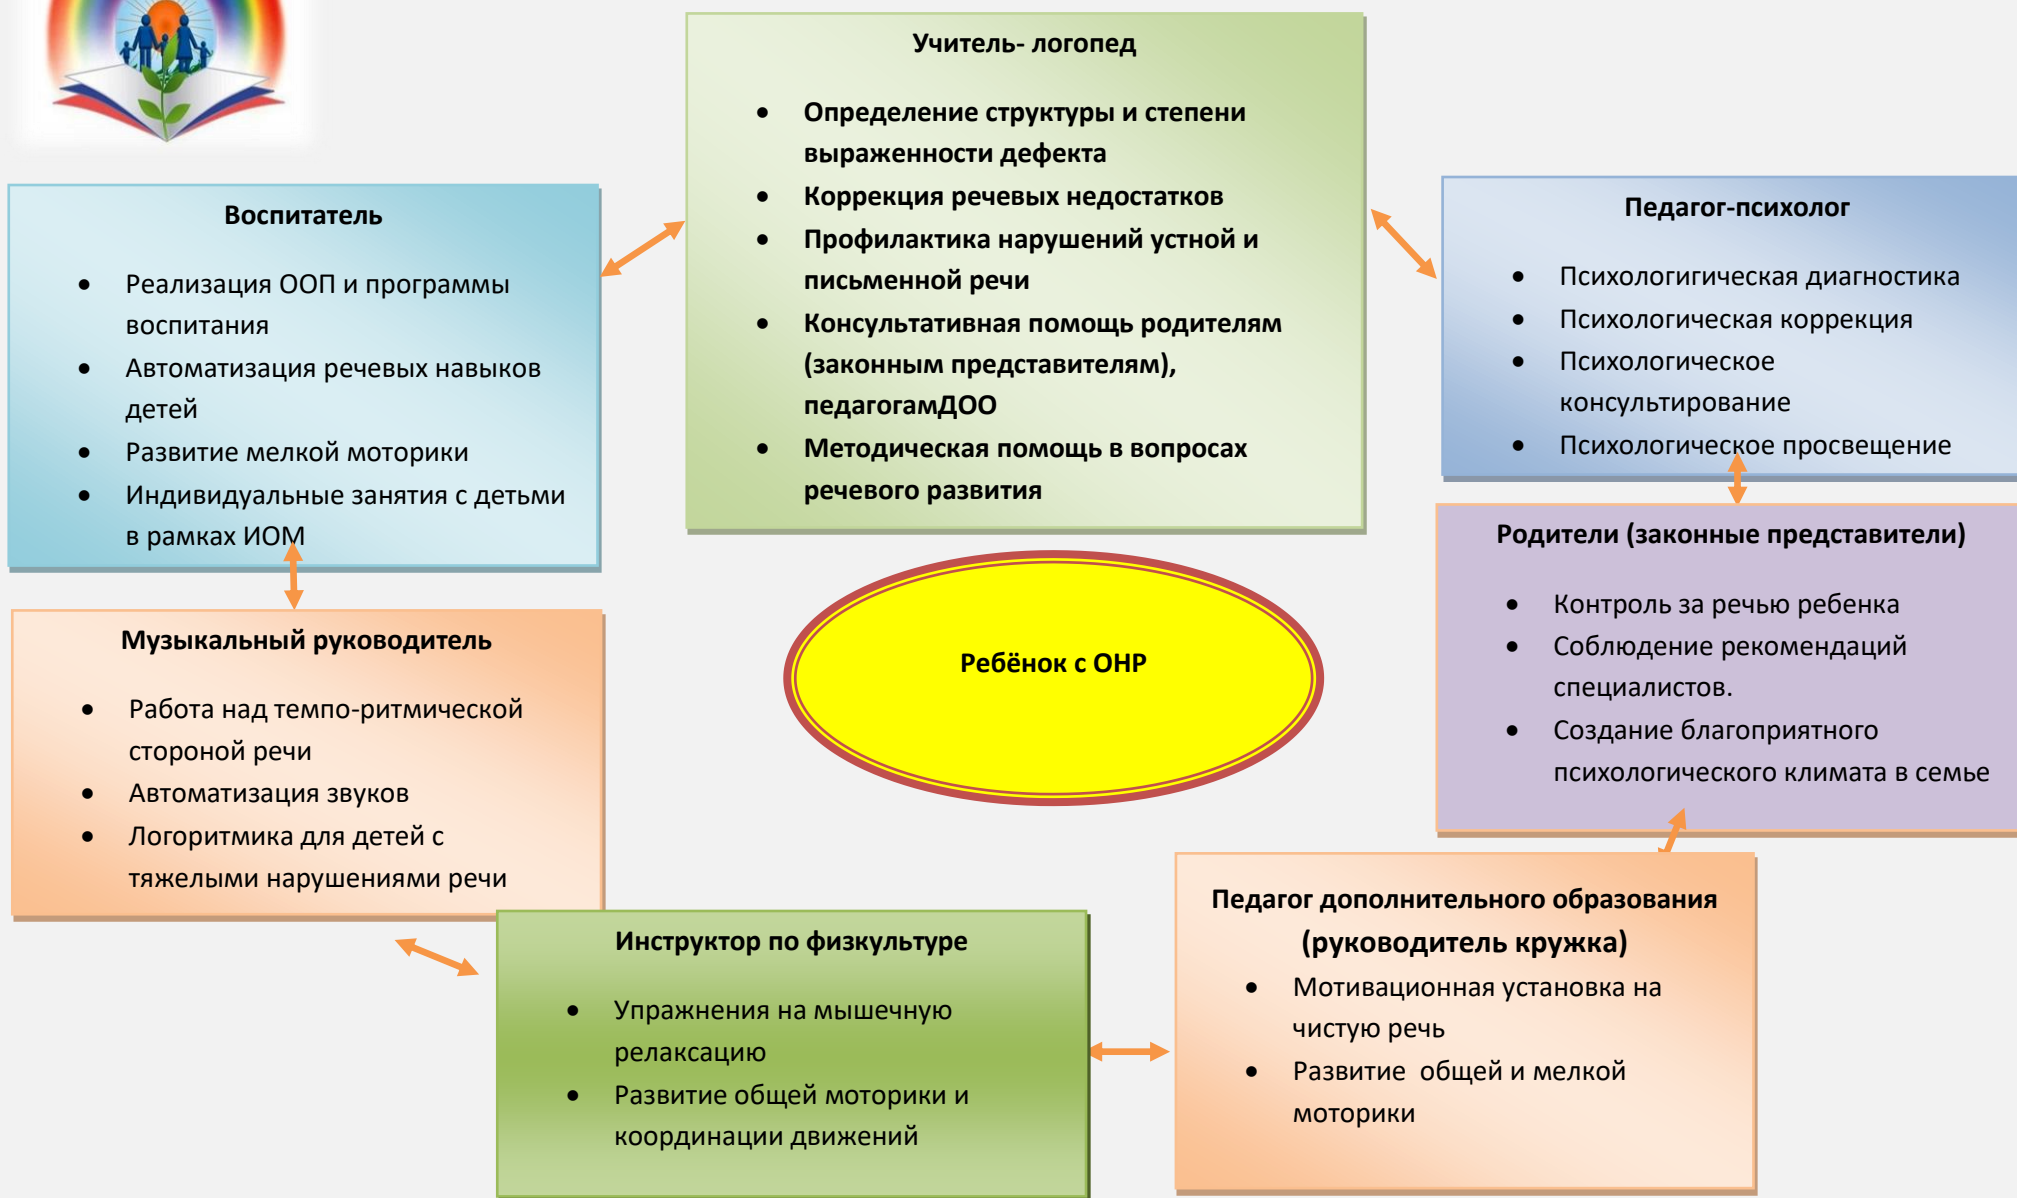 Учитель- логопед
• Определение структуры и степени
выраженности дефекта
• Коррекция речевых недостатков
• Профилактика нарушений устной и
письменной речи
• Консультативная помощь родителям
(законным представителям),
педагогамДОО
• Методическая помощь в вопросах
речевого развития
Воспитатель
• Реализация ООП и программы
воспитания
• Автоматизация речевых навыков
детей
• Развитие мелкой моторики
• Индивидуальные занятия с детьми
в рамках ИОМ
Педагог-психолог
• Психологигическая диагностика
• Психологическая коррекция
• Психологическое
консультирование
• Психологическое просвещение
Родители (законные представители)
• Контроль за речью ребенка
• Соблюдение рекомендаций
специалистов.
• Создание благоприятного
психологического климата в семье
Ребёнок с ОНР
Музыкальный руководитель
• Работа над темпо-ритмической
стороной речи
• Автоматизация звуков
• Логоритмика для детей с
тяжелыми нарушениями речи
Инструктор по физкультуре
• Упражнения на мышечную
релаксацию
• Развитие общей моторики и
координации движений
Педагог дополнительного образования
(руководитель кружка)
• Мотивационная установка на
чистую речь
• Развитие  общей и мелкой
моторики